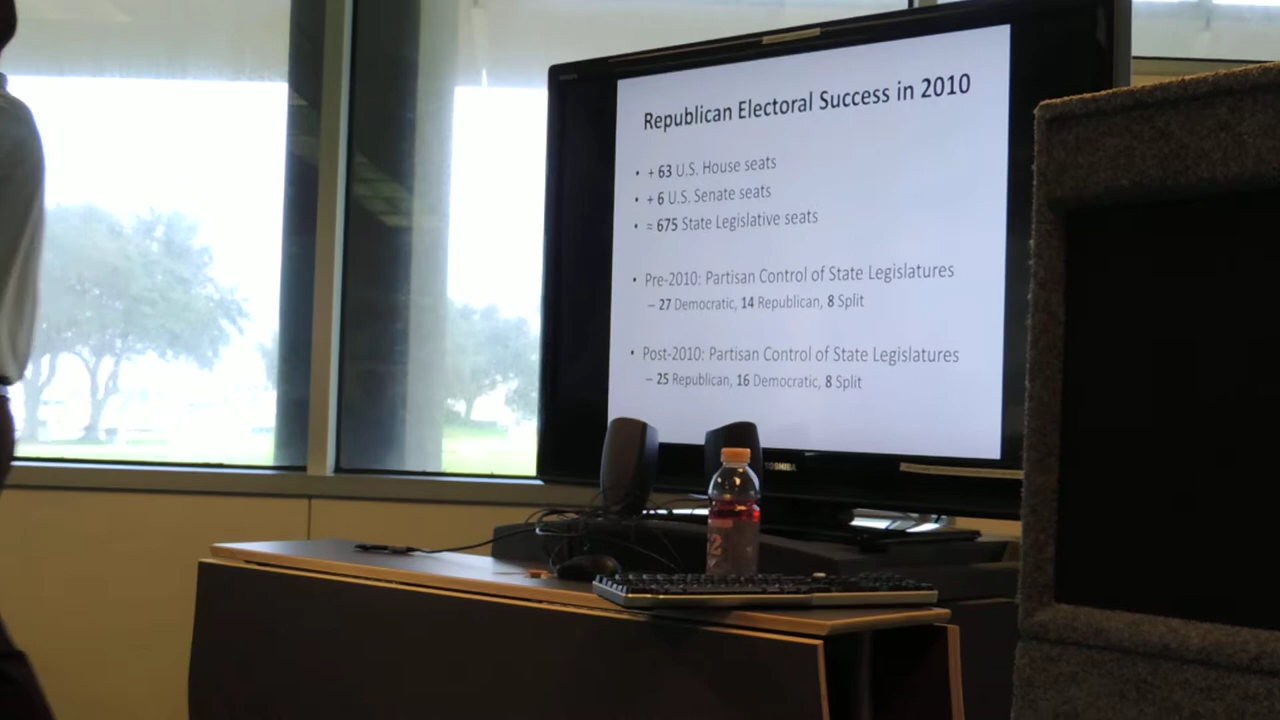 Republican Electoral Success in 2010
• + 63 U.S. House seats
• + 6 U.S. Senate seats
• ≈ 675 State Legislative seats
• Pre-2010: Partisan Control of State Legislatures
– 27 Democratic, 14 Republican, 8 Split
• Post-2010: Partisan Control of State Legislatures
– 25 Republican, 16 Democratic, 8 Split
TOSHIBA